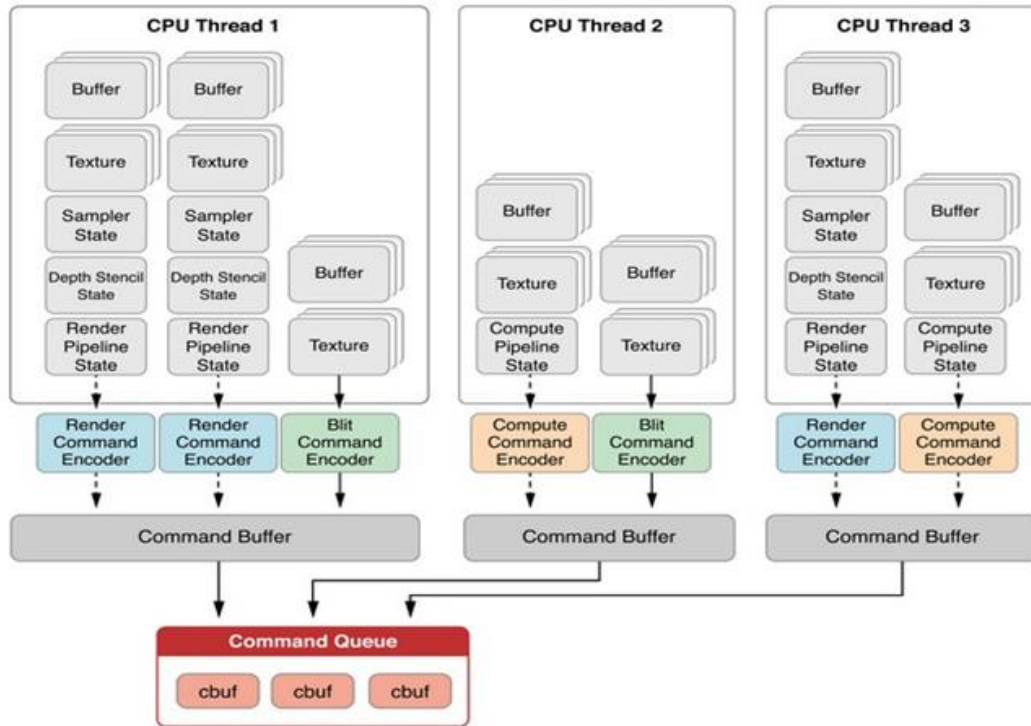 CPU Thread 1
Buffer
Texture
Sampler
State
Depth Stencil
State
Render
Pipeline
State
Buffer
Texture
Sampler
State
Depth Stencil
State
Render
Pipeline
State
Buffer
Texture
Render
Command
Encoder
Render
Command
Encoder
Blit
Command
Encoder
Command Buffer
CPU Thread 2
Buffer
Texture
Compute
Pipeline
State
Buffer
Texture
Compute
Command
Encoder
Blit
Command
Encoder
Command Buffer
CPU Thread 3
Buffer
Texture
Sampler
State
Depth Stencil
State
Render
Pipeline
State
Buffer
Texture
Compute
Pipeline
State
Render
Command
Encoder
Compute
Command
Encoder
Command Buffer
Command Queue
cbuf
cbuf
cbuf